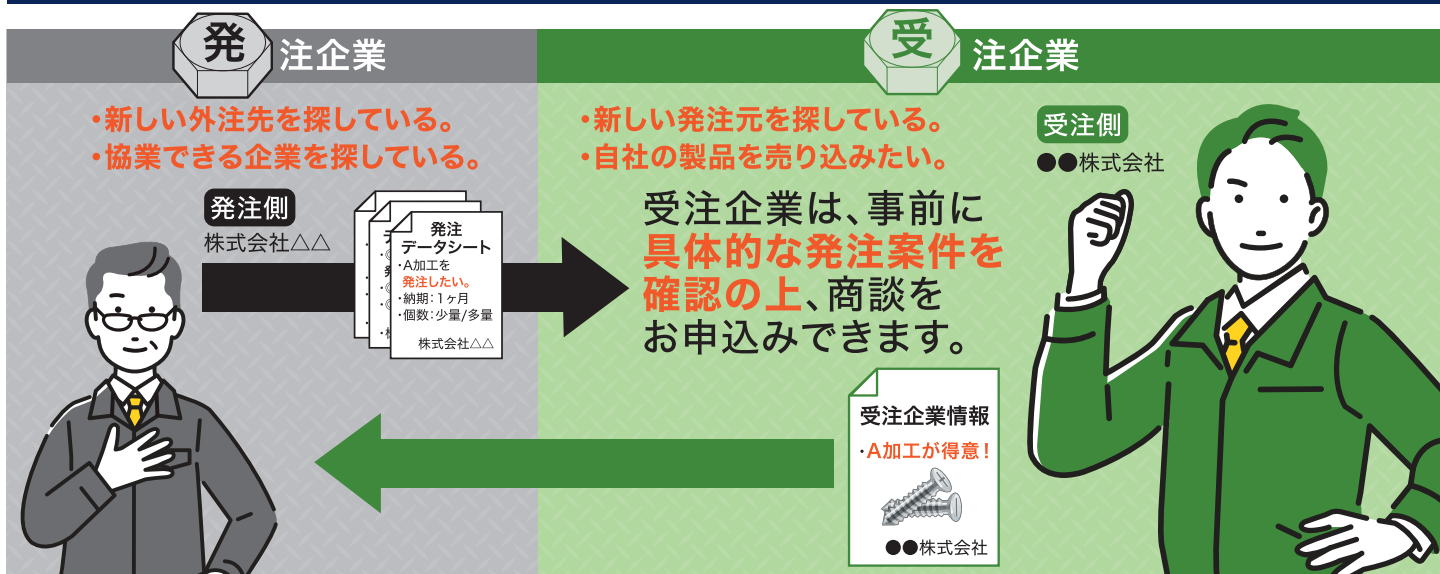 発注企業
・新しい外注先を探している。
・協業できる企業を探している。
発注側
株式会社△△
発注
データシート
・A加工を
発注したい。
・納期：1ヶ月
・個数：少量/多量
株式会社△△
受注企業
・新しい発注元を探している。
・自社の製品を売り込みたい。
受注側
●●株式会社
受注企業は、事前に
具体的な発注案件を
確認の上、商談を
お申込みできます。
受注企業情報
・A加工が得意！
●●株式会社